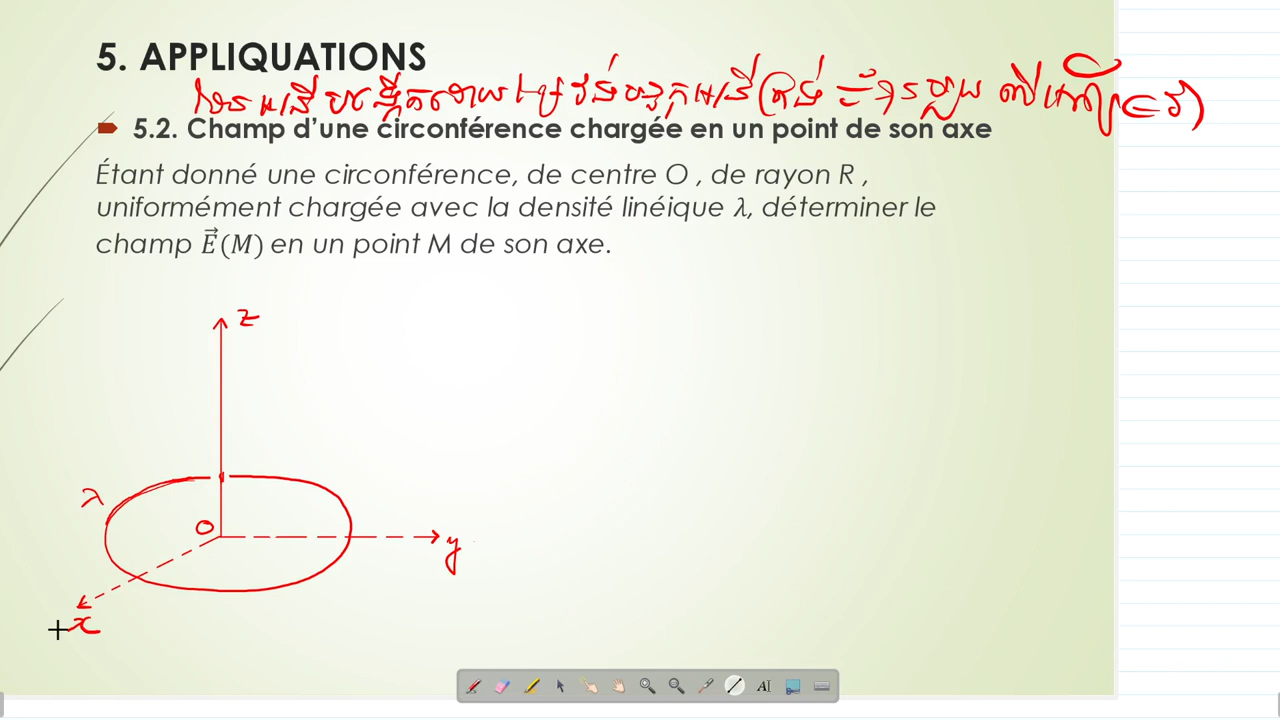 5. APPLIQUATIONS
5.2. Champ d’une circonférence chargée en un point de son axe
Étant donné une circonférence, de centre O , de rayon R ,
uniformément chargée avec la densité linéique λ, déterminer le
champ E⃗(M) en un point M de son axe.
z
λ
O
y
x
AI